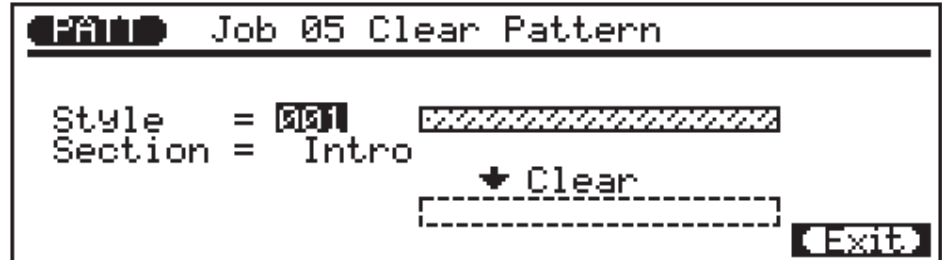 PATT Job 05 Clear Pattern
Style = 001
Section = Intro
Clear
Exit